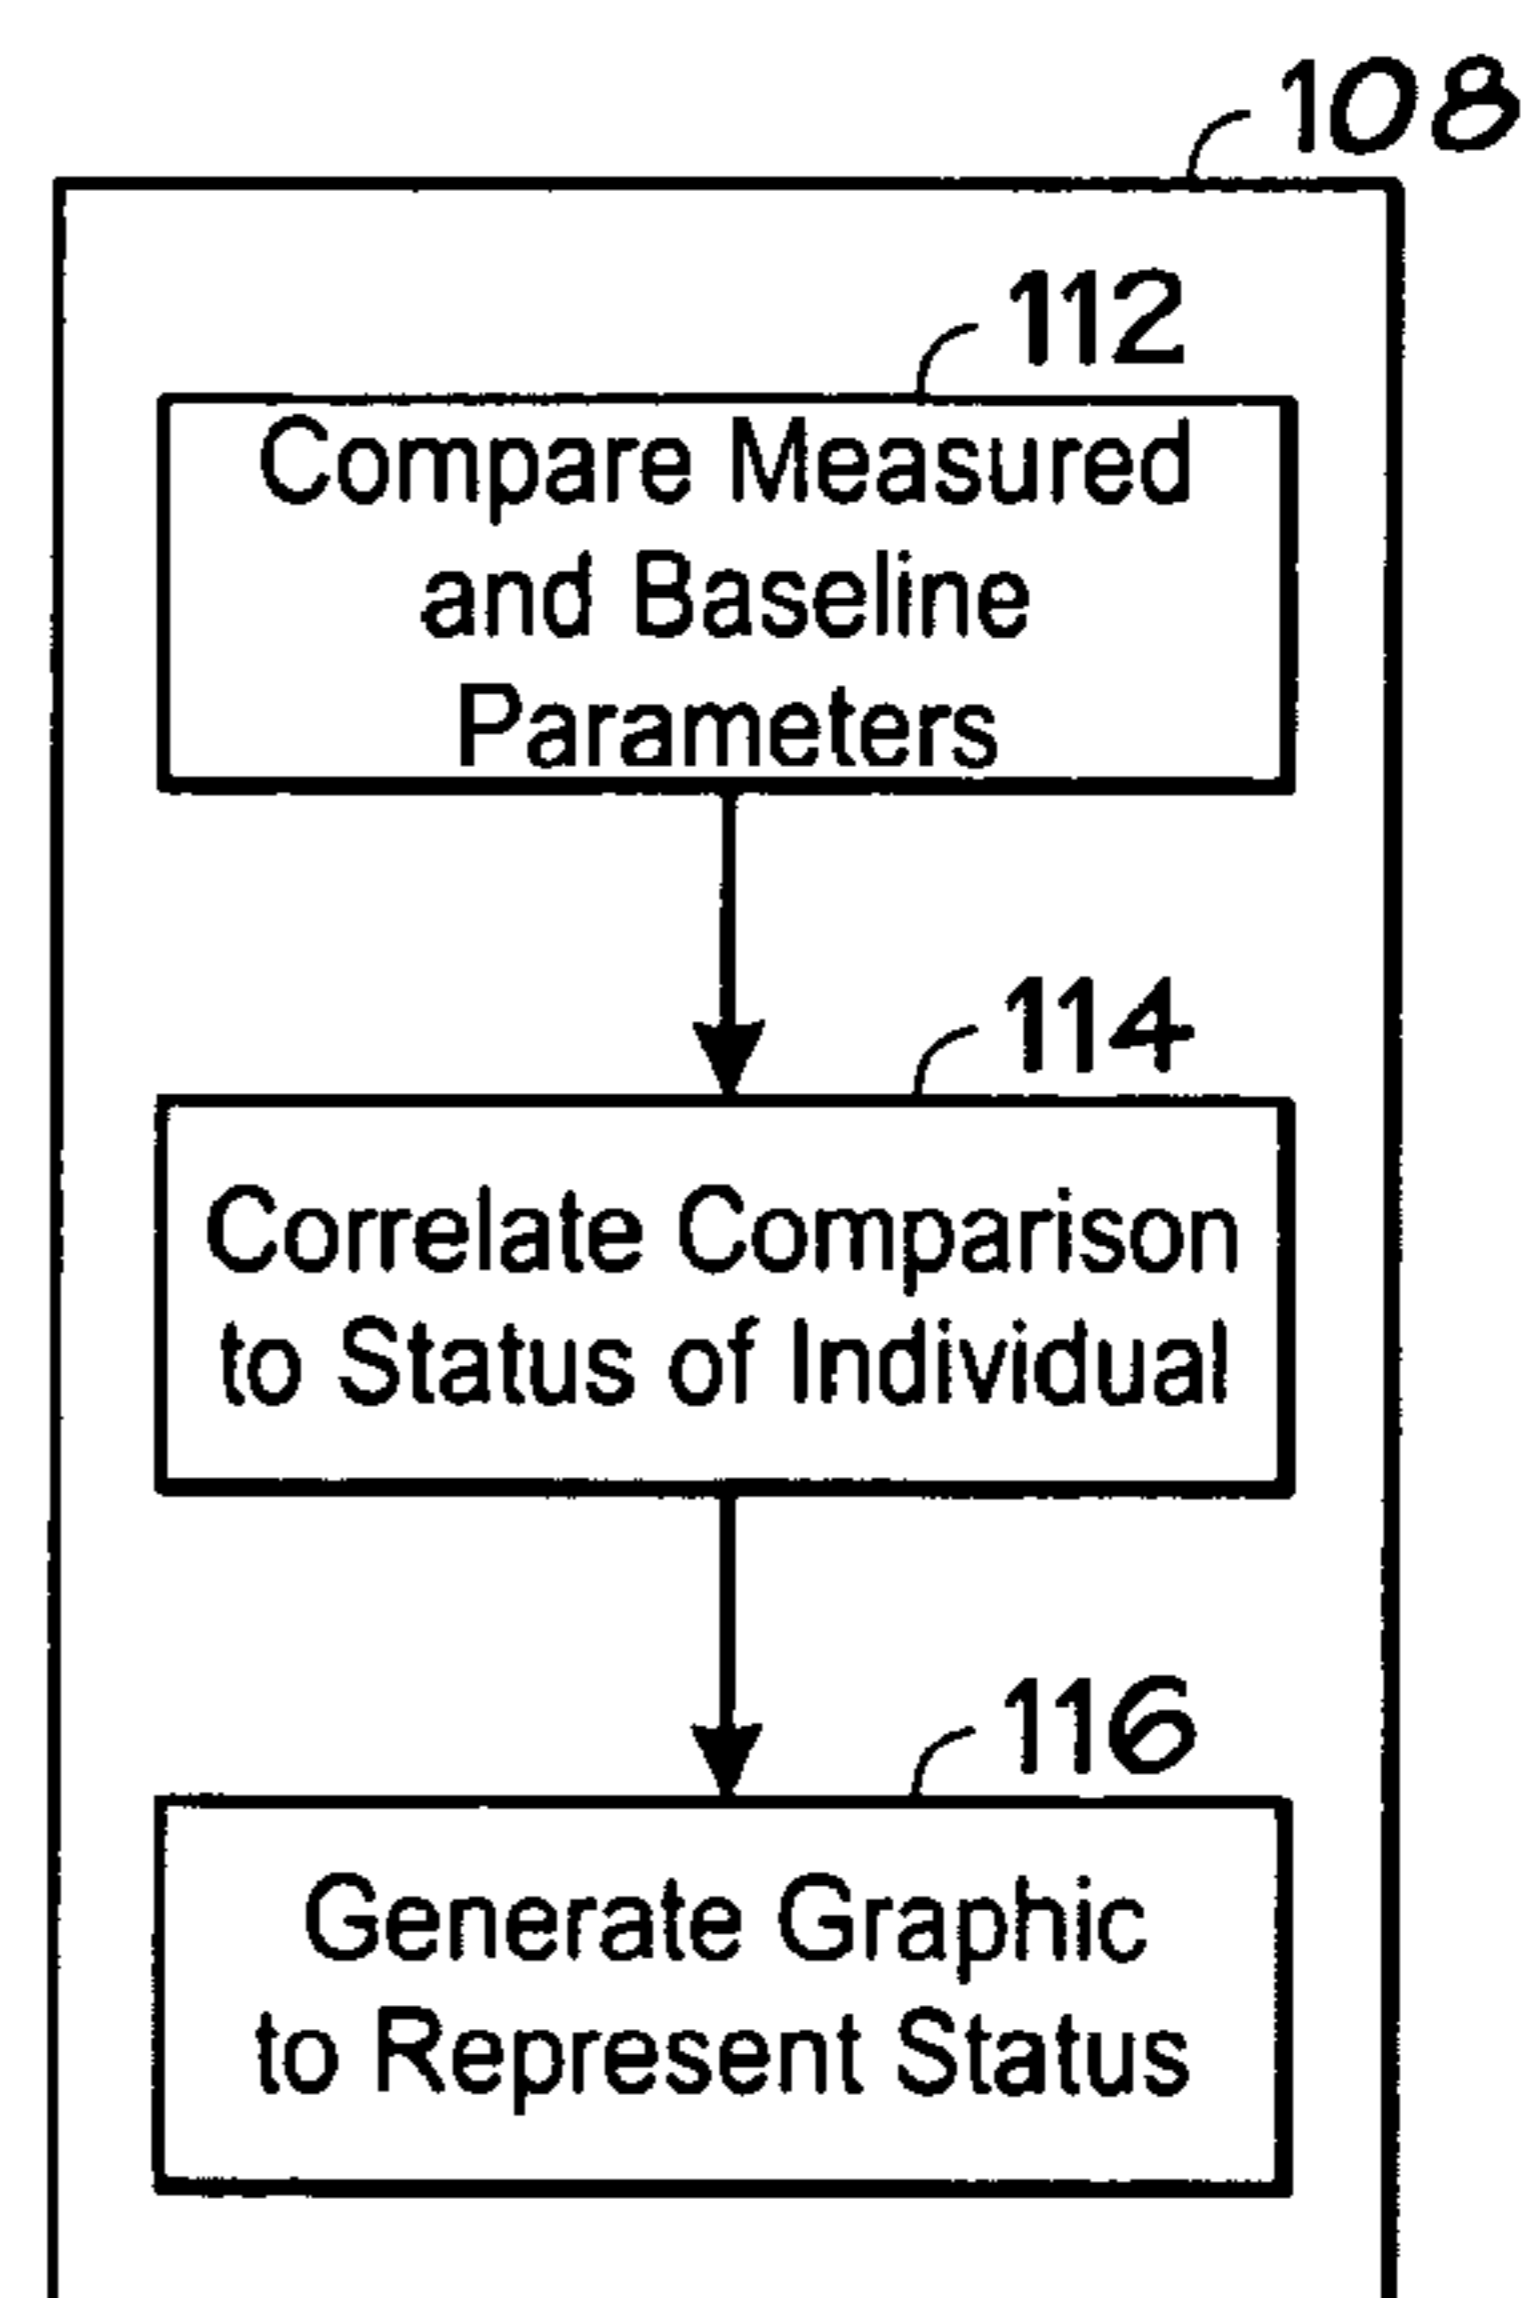 108
112
Compare Measured
and Baseline
Parameters
114
Correlate Comparison
to Status of Individual
116
Generate Graphic
to Represent Status